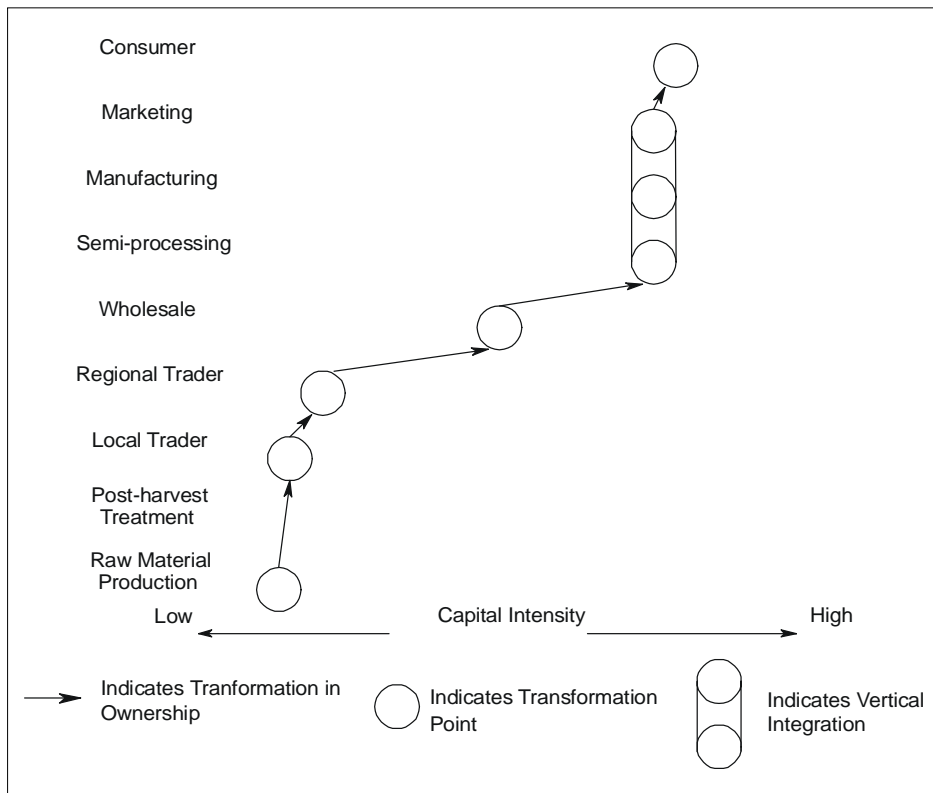 Consumer
Marketing
Manufacturing
Semi-processing
Wholesale
Regional Trader
Local Trader
Post-harvest
Treatment
Raw Material
Production
Low
Capital Intensity
High
Indicates Tranformation in
Ownership
Indicates Transformation
Point
Indicates Vertical
Integration